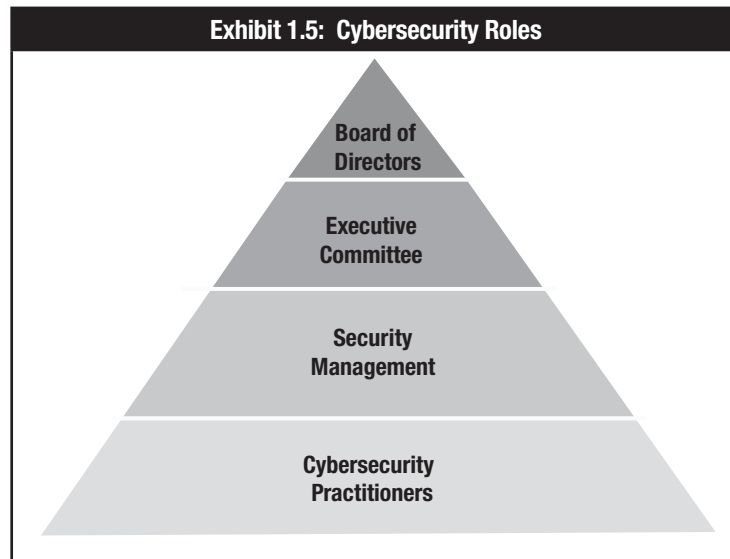 Exhibit 1.5: Cybersecurity Roles
Board of
Directors
Executive
Committee
Security
Management
Cybersecurity
Practitioners